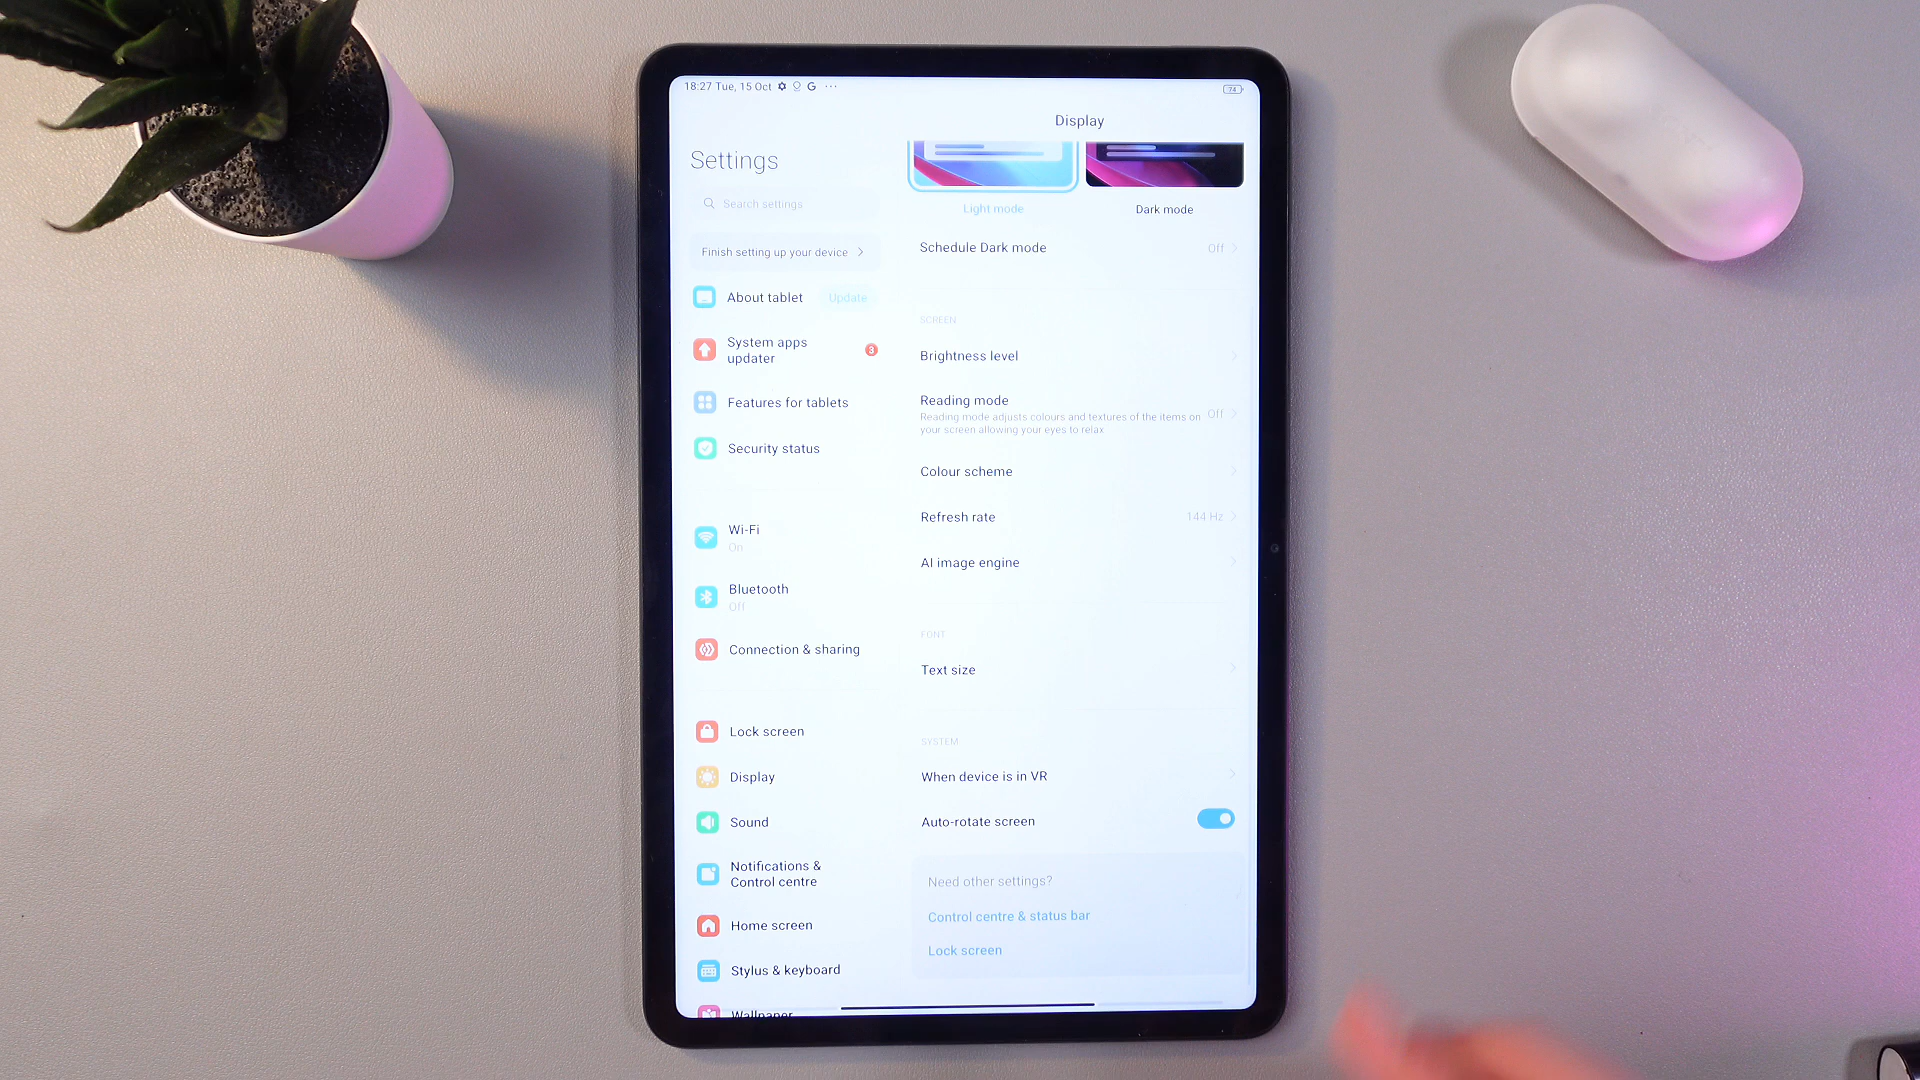 18:27 Tue, 15 Oct G ...
74
Settings
Search settings
Finish setting up your device
About tablet Update
System apps
updater
3
Features for tablets
Security status
Wi-Fi
On
Bluetooth
Off
Connection & sharing
Lock screen
Display
Sound
Notifications &
Control centre
Home screen
Stylus & keyboard
Wallpaper
Display
Light mode
Dark mode
Schedule Dark mode Off
SCREEN
Brightness level
Reading mode
Reading mode adjusts colours and textures of the items on
your screen allowing your eyes to relax
Off
Colour scheme
Refresh rate 144 Hz
AI image engine
FONT
Text size
SYSTEM
When device is in VR
Auto-rotate screen
Need other settings?
Control centre & status bar
Lock screen